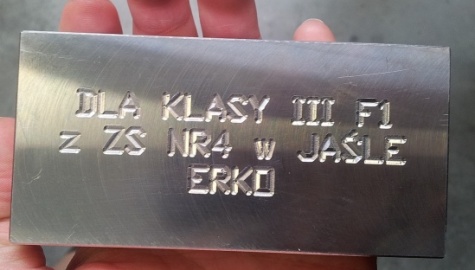 DLA KLASY III F1
z ZS NR4 w JAŚLE
ERKO